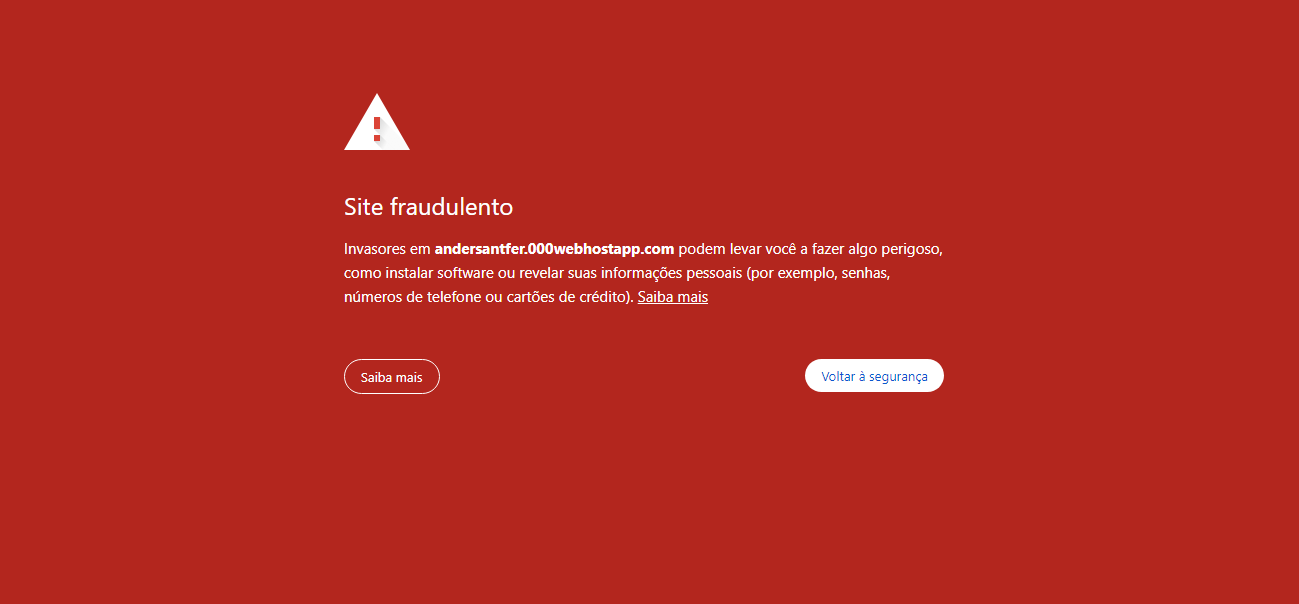 Site fraudulento
Invasores em andersantfer.000webhostapp.com podem levar você a fazer algo perigoso,
como instalar software ou revelar suas informações pessoais (por exemplo, senhas,
números de telefone ou cartões de crédito). Saiba mais
Saiba mais
Voltar à segurança